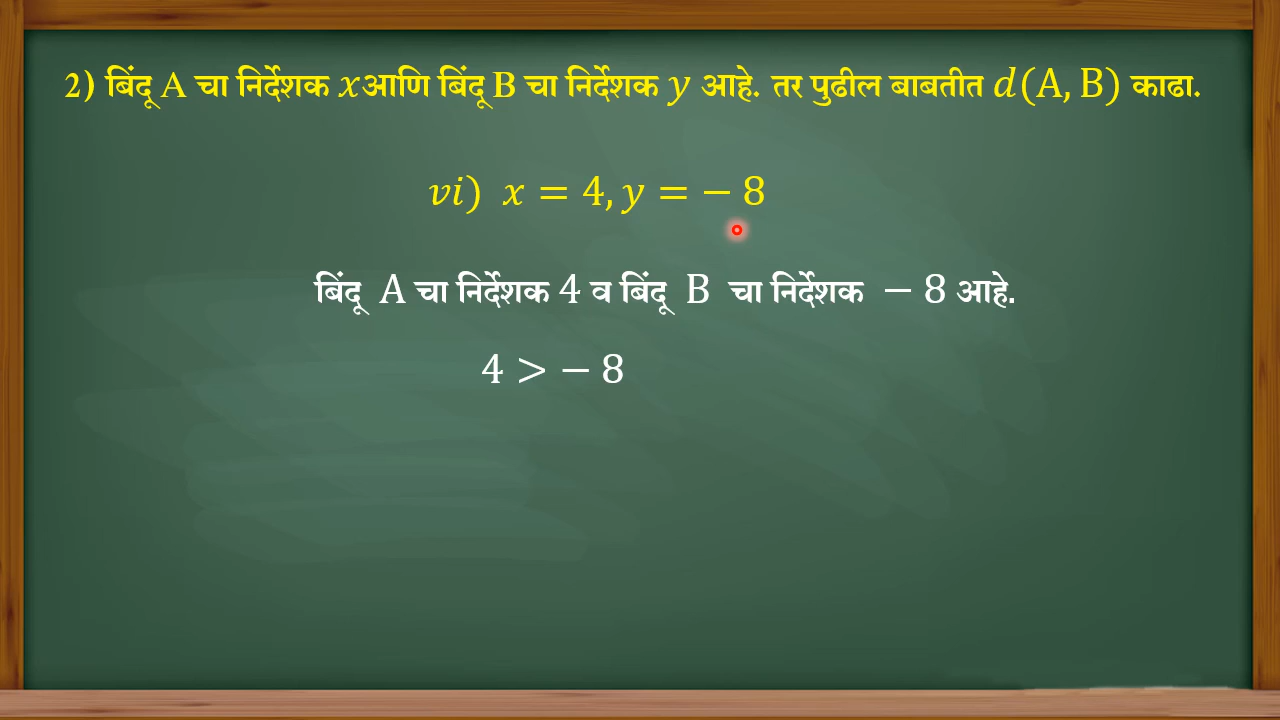 2) बिंदू A चा निर्देशक x आणि बिंदू B चा निर्देशक y आहे. तर पुढील बाबतीत d(A, B) काढा.
vi) x = 4, y = − 8
बिंदू A चा निर्देशक 4 व बिंदू B चा निर्देशक − 8 आहे.
4 > − 8